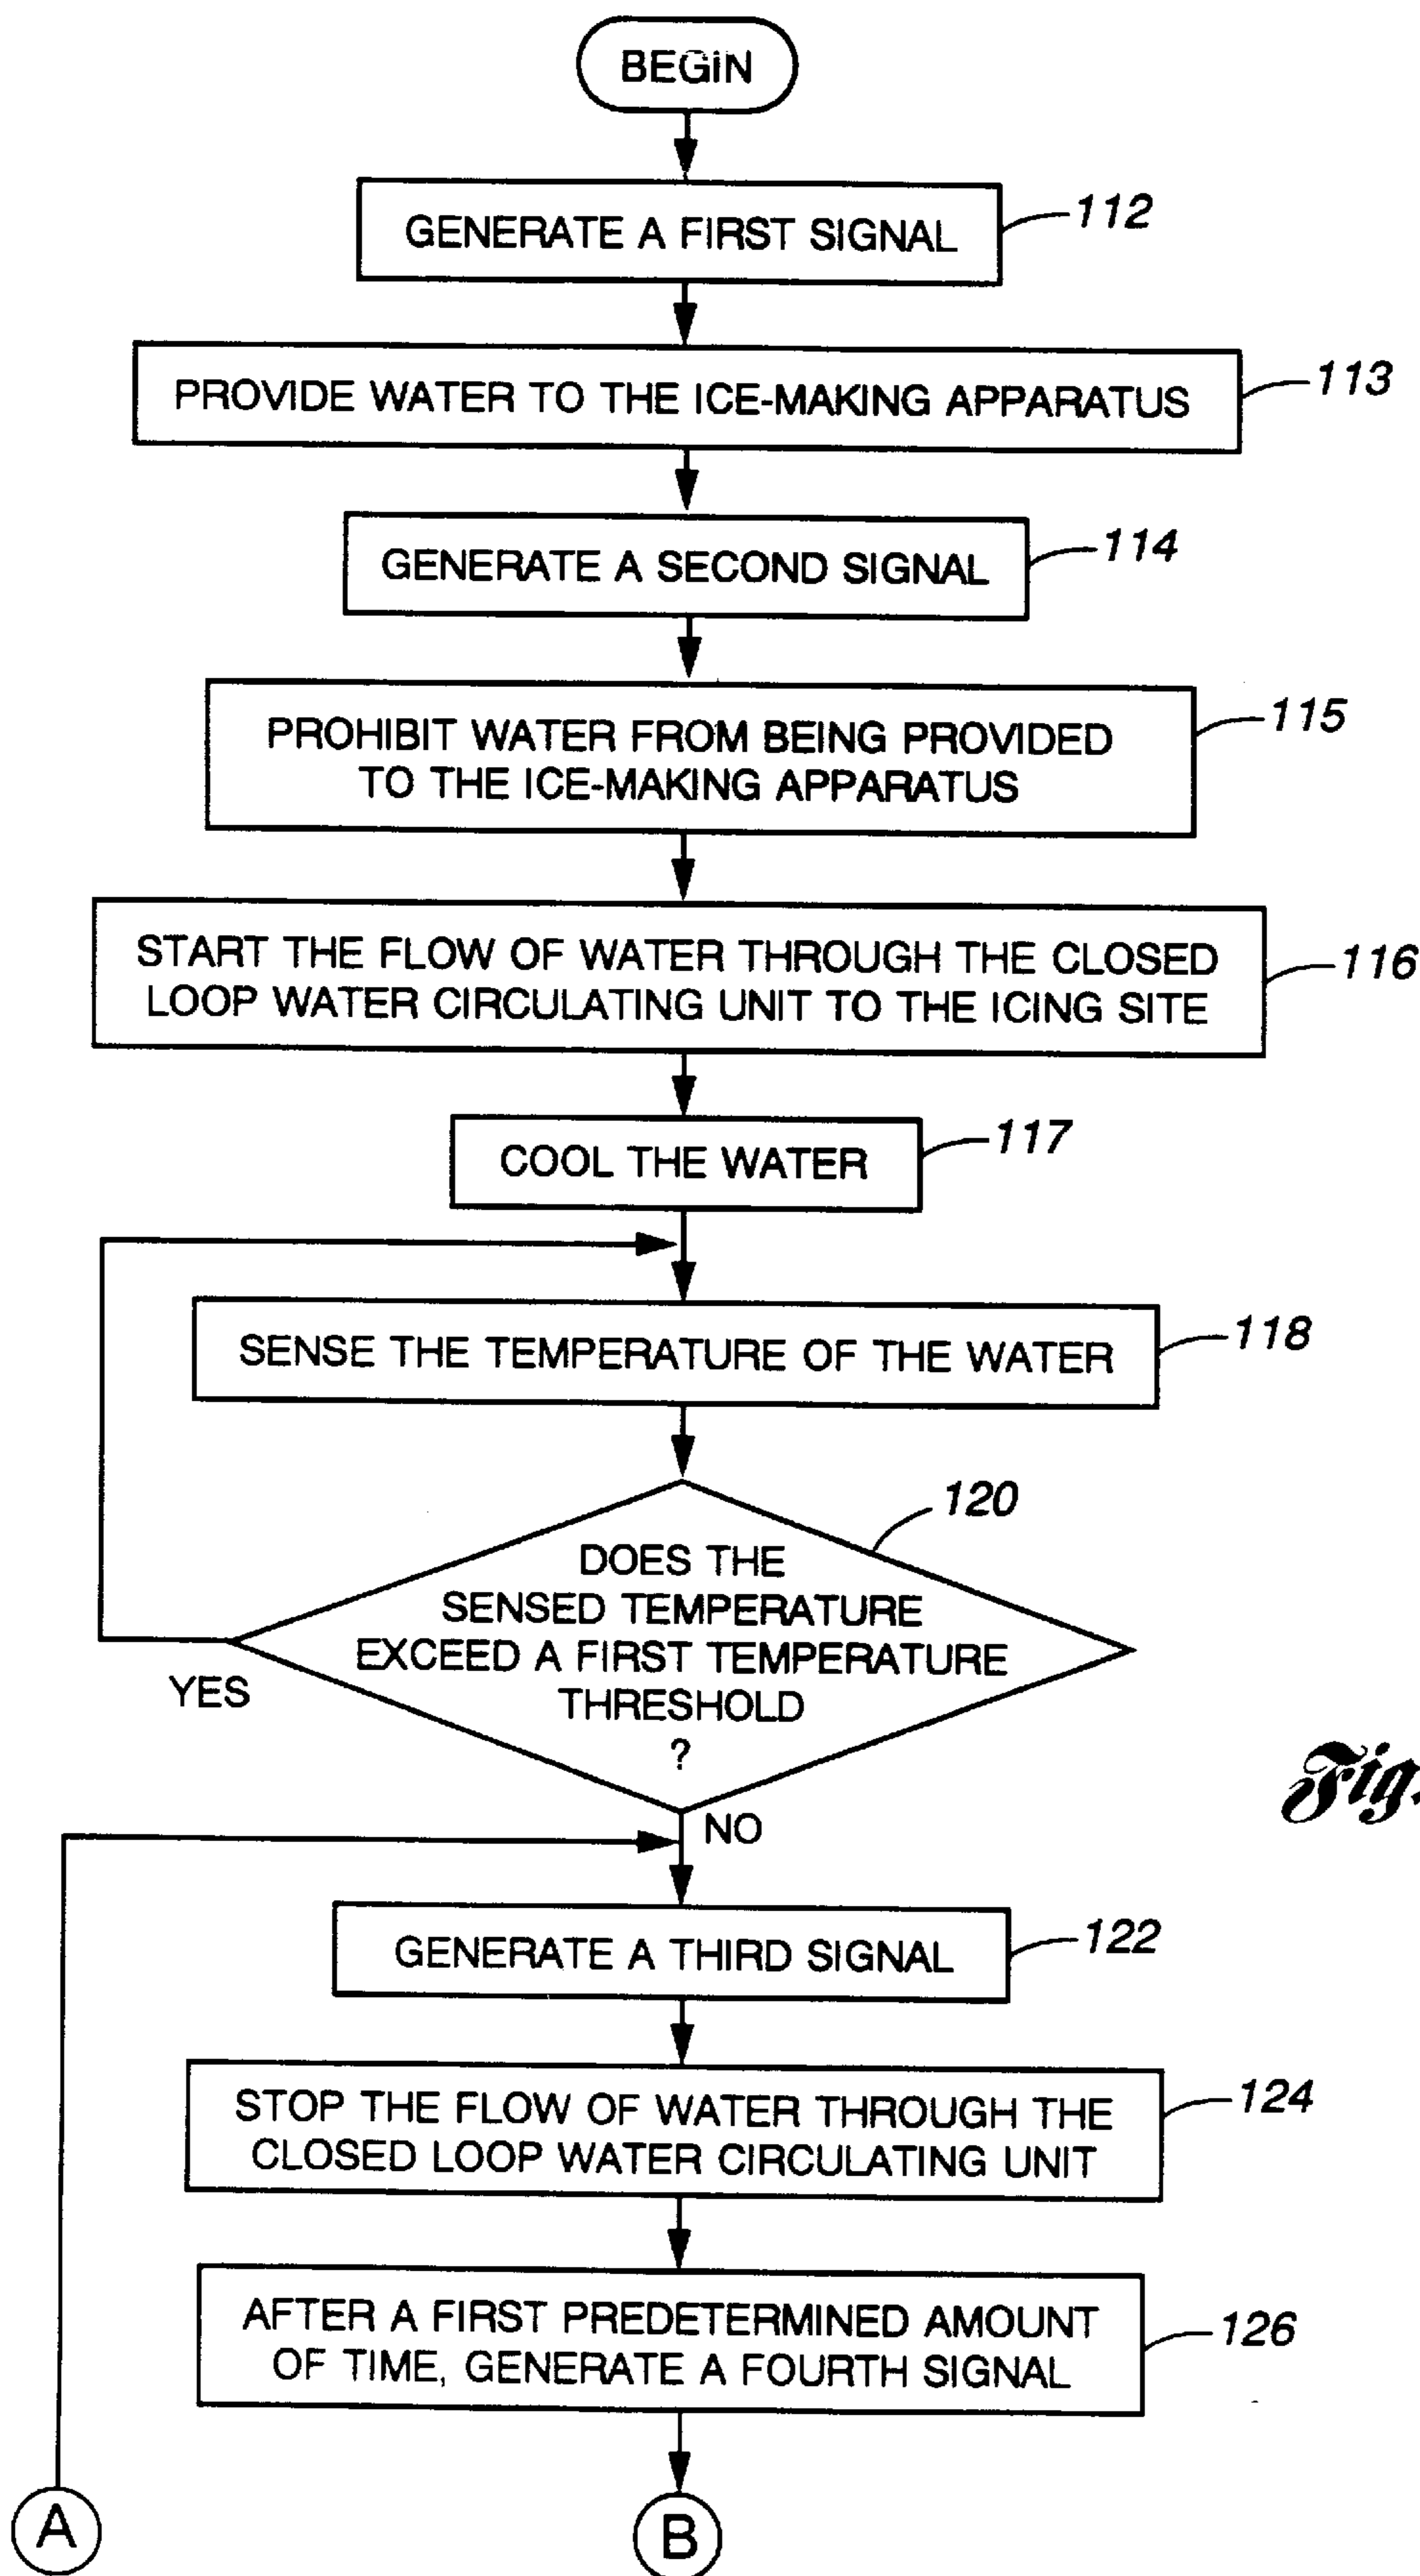 BEGIN
GENERATE A FIRST SIGNAL
112
PROVIDE WATER TO THE ICE-MAKING APPARATUS
113
GENERATE A SECOND SIGNAL
114
PROHIBIT WATER FROM BEING PROVIDED
TO THE ICE-MAKING APPARATUS
115
START THE FLOW OF WATER THROUGH THE CLOSED
LOOP WATER CIRCULATING UNIT TO THE ICING SITE
116
COOL THE WATER
117
SENSE THE TEMPERATURE OF THE WATER
118
120
DOES THE
SENSED TEMPERATURE
EXCEED A FIRST TEMPERATURE
THRESHOLD
?
YES
Fig.
NO
GENERATE A THIRD SIGNAL
122
STOP THE FLOW OF WATER THROUGH THE
CLOSED LOOP WATER CIRCULATING UNIT
124
AFTER A FIRST PREDETERMINED AMOUNT
OF TIME, GENERATE A FOURTH SIGNAL
126
A
B